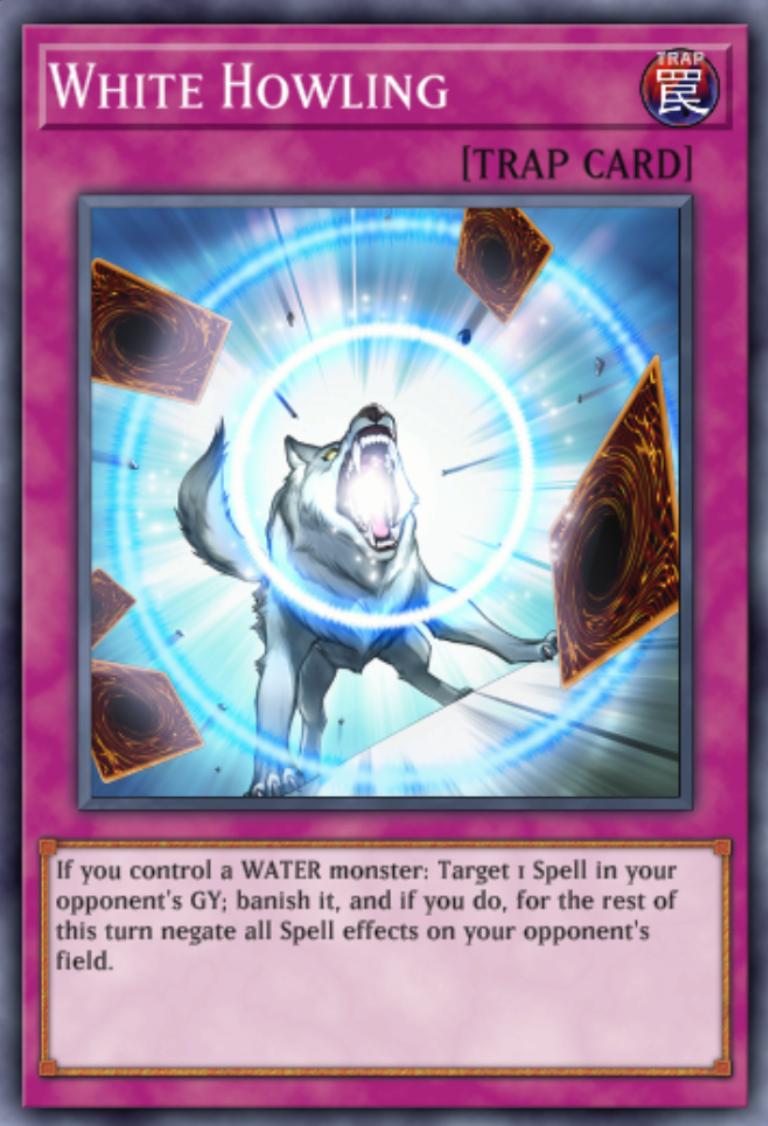 White Howling
TRAP
罠
[TRAP CARD]
If you control a WATER monster: Target 1 Spell in your
opponent's GY; banish it, and if you do, for the rest of
this turn negate all Spell effects on your opponent's
field.